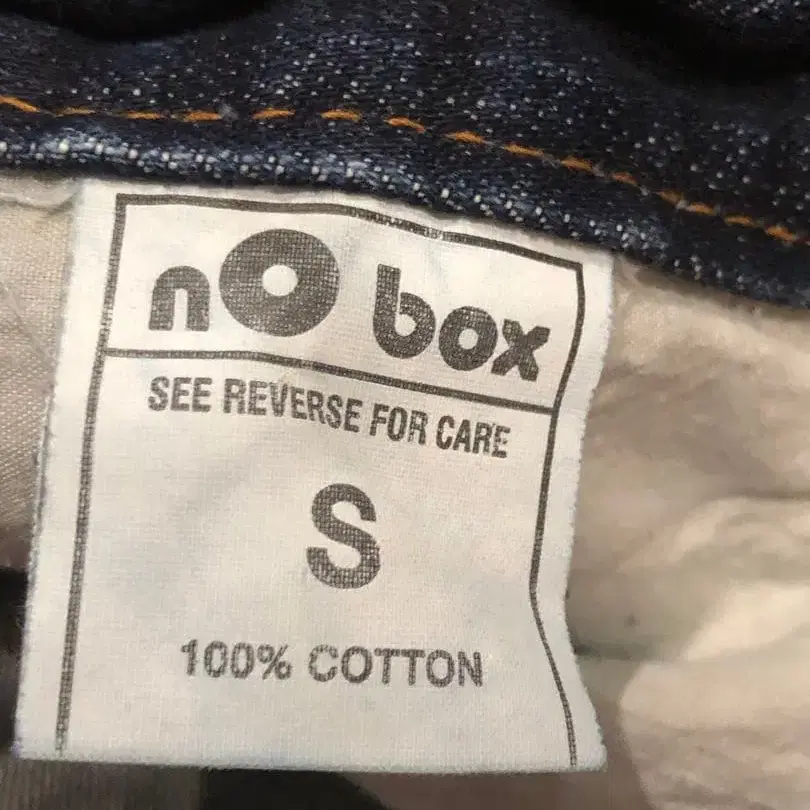 nO box
SEE REVERSE FOR CARE
S
100% COTTON